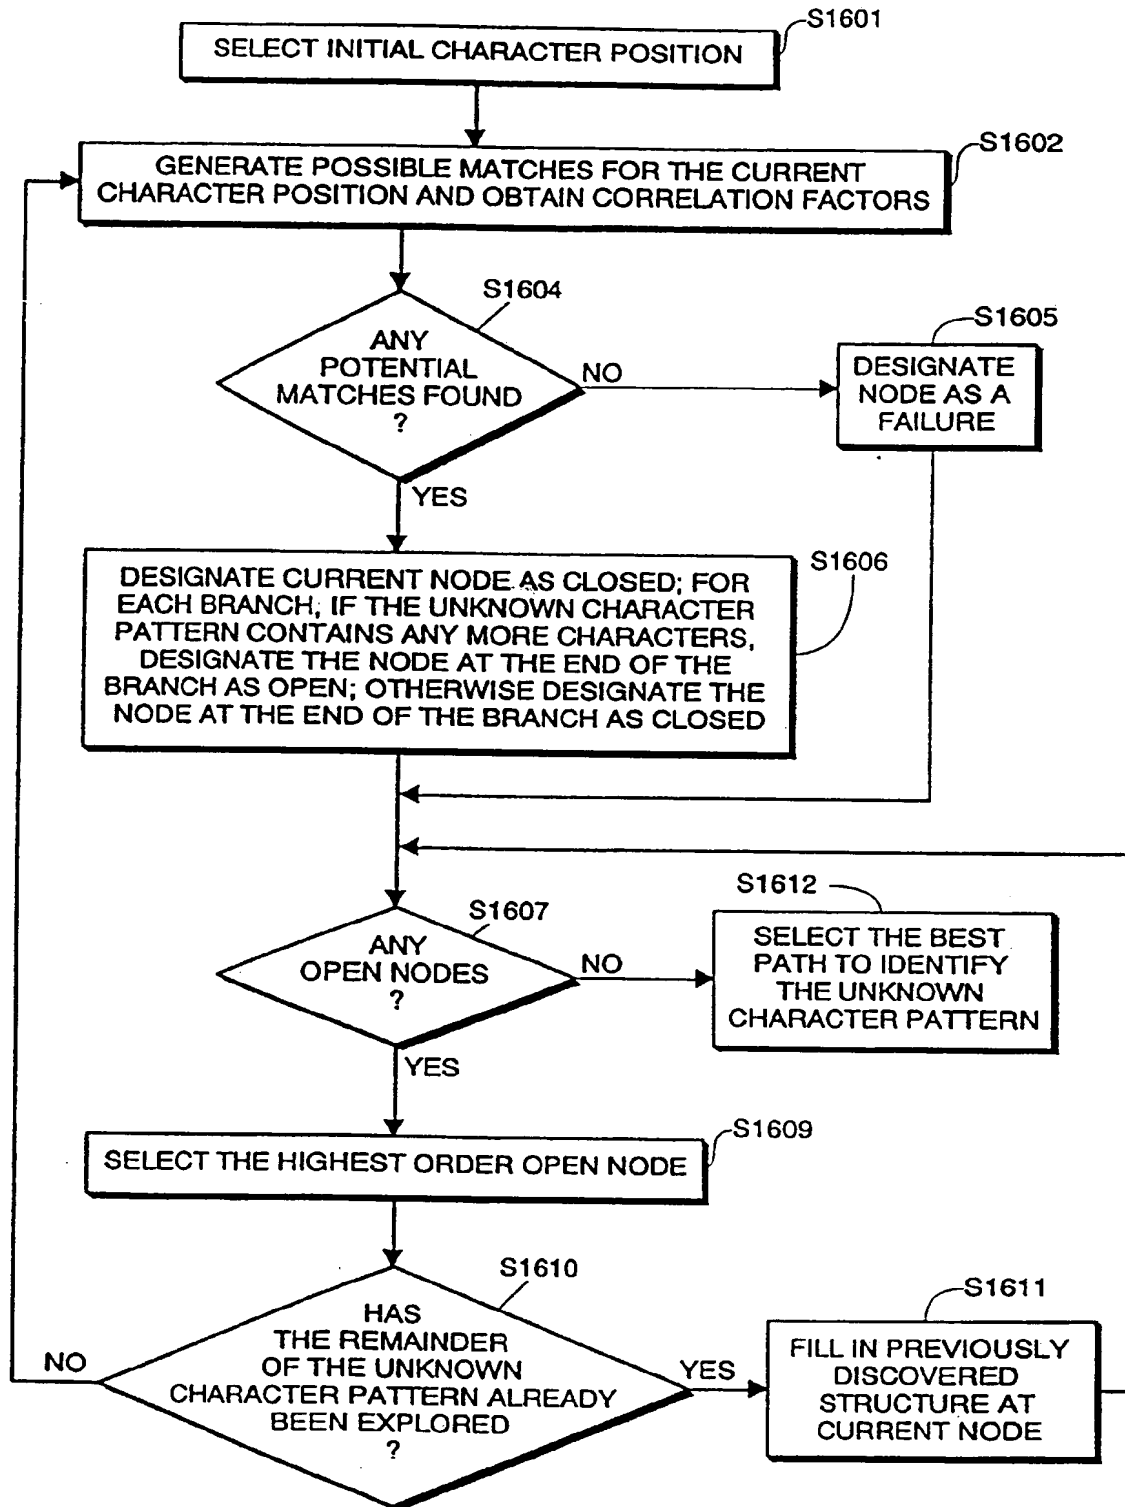 S1601
SELECT INITIAL CHARACTER POSITION
S1602
GENERATE POSSIBLE MATCHES FOR THE CURRENT
CHARACTER POSITION AND OBTAIN CORRELATION FACTORS
S1604
ANY
POTENTIAL
MATCHES FOUND
?
NO
S1605
DESIGNATE
NODE AS A
FAILURE
YES
S1606
DESIGNATE CURRENT NODE AS CLOSED; FOR
EACH BRANCH, IF THE UNKNOWN CHARACTER
PATTERN CONTAINS ANY MORE CHARACTERS,
DESIGNATE THE NODE AT THE END OF THE
BRANCH AS OPEN; OTHERWISE DESIGNATE THE
NODE AT THE END OF THE BRANCH AS CLOSED
S1607
ANY
OPEN NODES
?
NO
S1612
SELECT THE BEST
PATH TO IDENTIFY
THE UNKNOWN
CHARACTER PATTERN
YES
S1609
SELECT THE HIGHEST ORDER OPEN NODE
S1610
HAS
THE REMAINDER
OF THE UNKNOWN
CHARACTER PATTERN ALREADY
BEEN EXPLORED
?
NO
YES
S1611
FILL IN PREVIOUSLY
DISCOVERED
STRUCTURE AT
CURRENT NODE